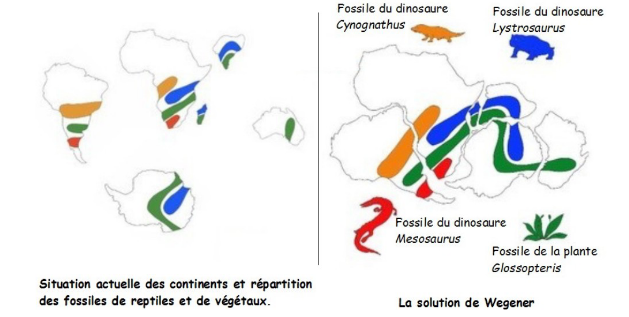 Fossile du dinosaure
Cynognathus
Fossile du dinosaure
Lystrosaurus
Fossile du dinosaure
Mesosaurus
Fossile de la plante
Glossopteris
Situation actuelle des continents et répartition
des fossiles de reptiles et de végétaux.
La solution de Wegener